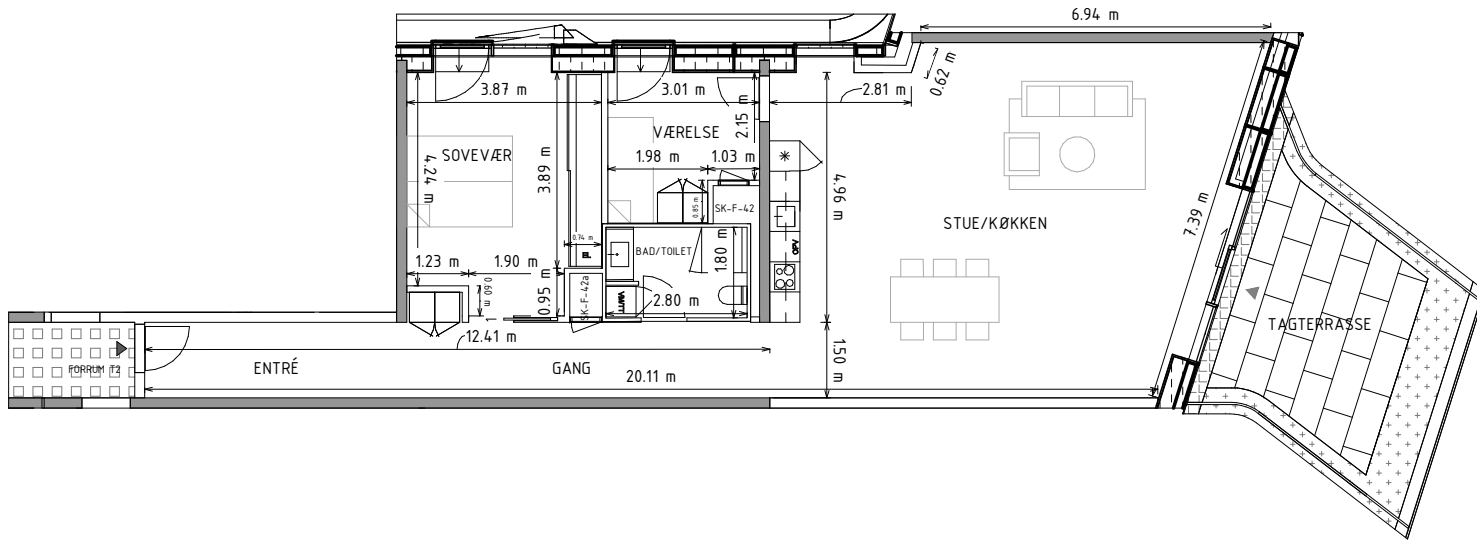 6.94 m
0.62 m
3.87 m
3.01 m
2.81 m
2.15 m
VÆRELSE
SOVEVÆR
4.24 m
3.89 m
1.98 m
1.03 m
4.96 m
0.85 m
SK-F-42
STUE/KØKKEN
7.39 m
0.74 m
EL
BAD/TOILET
1.80 m
OPV
1.23 m
1.90 m
0.60 m
0.95 m
SK-F-42a
VM/TT
2.80 m
TAGTERRASSE
12.41 m
1.50 m
FORRUM T2
ENTRÉ
GANG
20.11 m